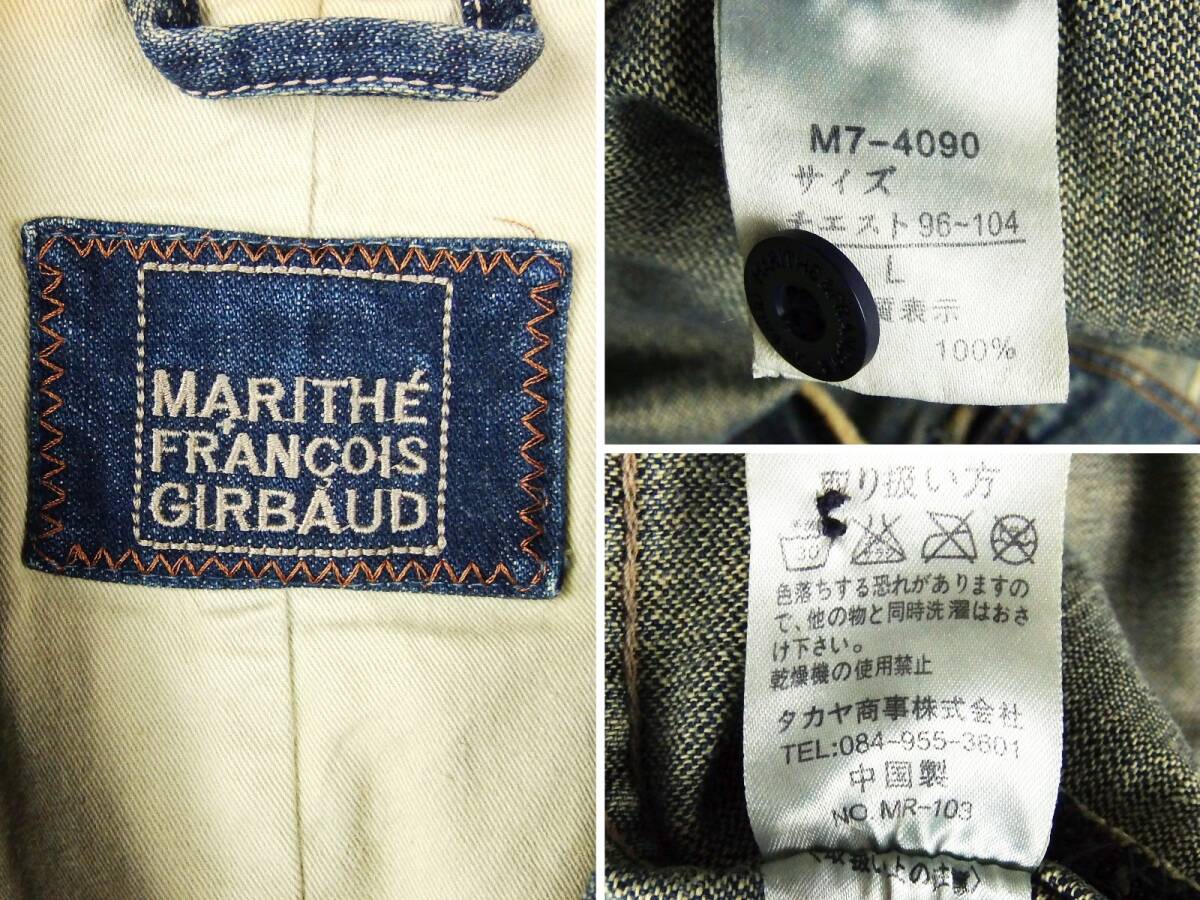 MARITHÉ
FRANÇOIS
GIRBAUD
M7-4090
サイズ
チェスト 96~104
L
表示
100%
MARITHE
取り扱い方
30
色落ちする恐れがありますの
で、他の物と同時洗濯はおさ
け下さい。
乾燥機の使用禁止
タカヤ商事株式会社
TEL:084-955-3601
中国製
NO. MR-103